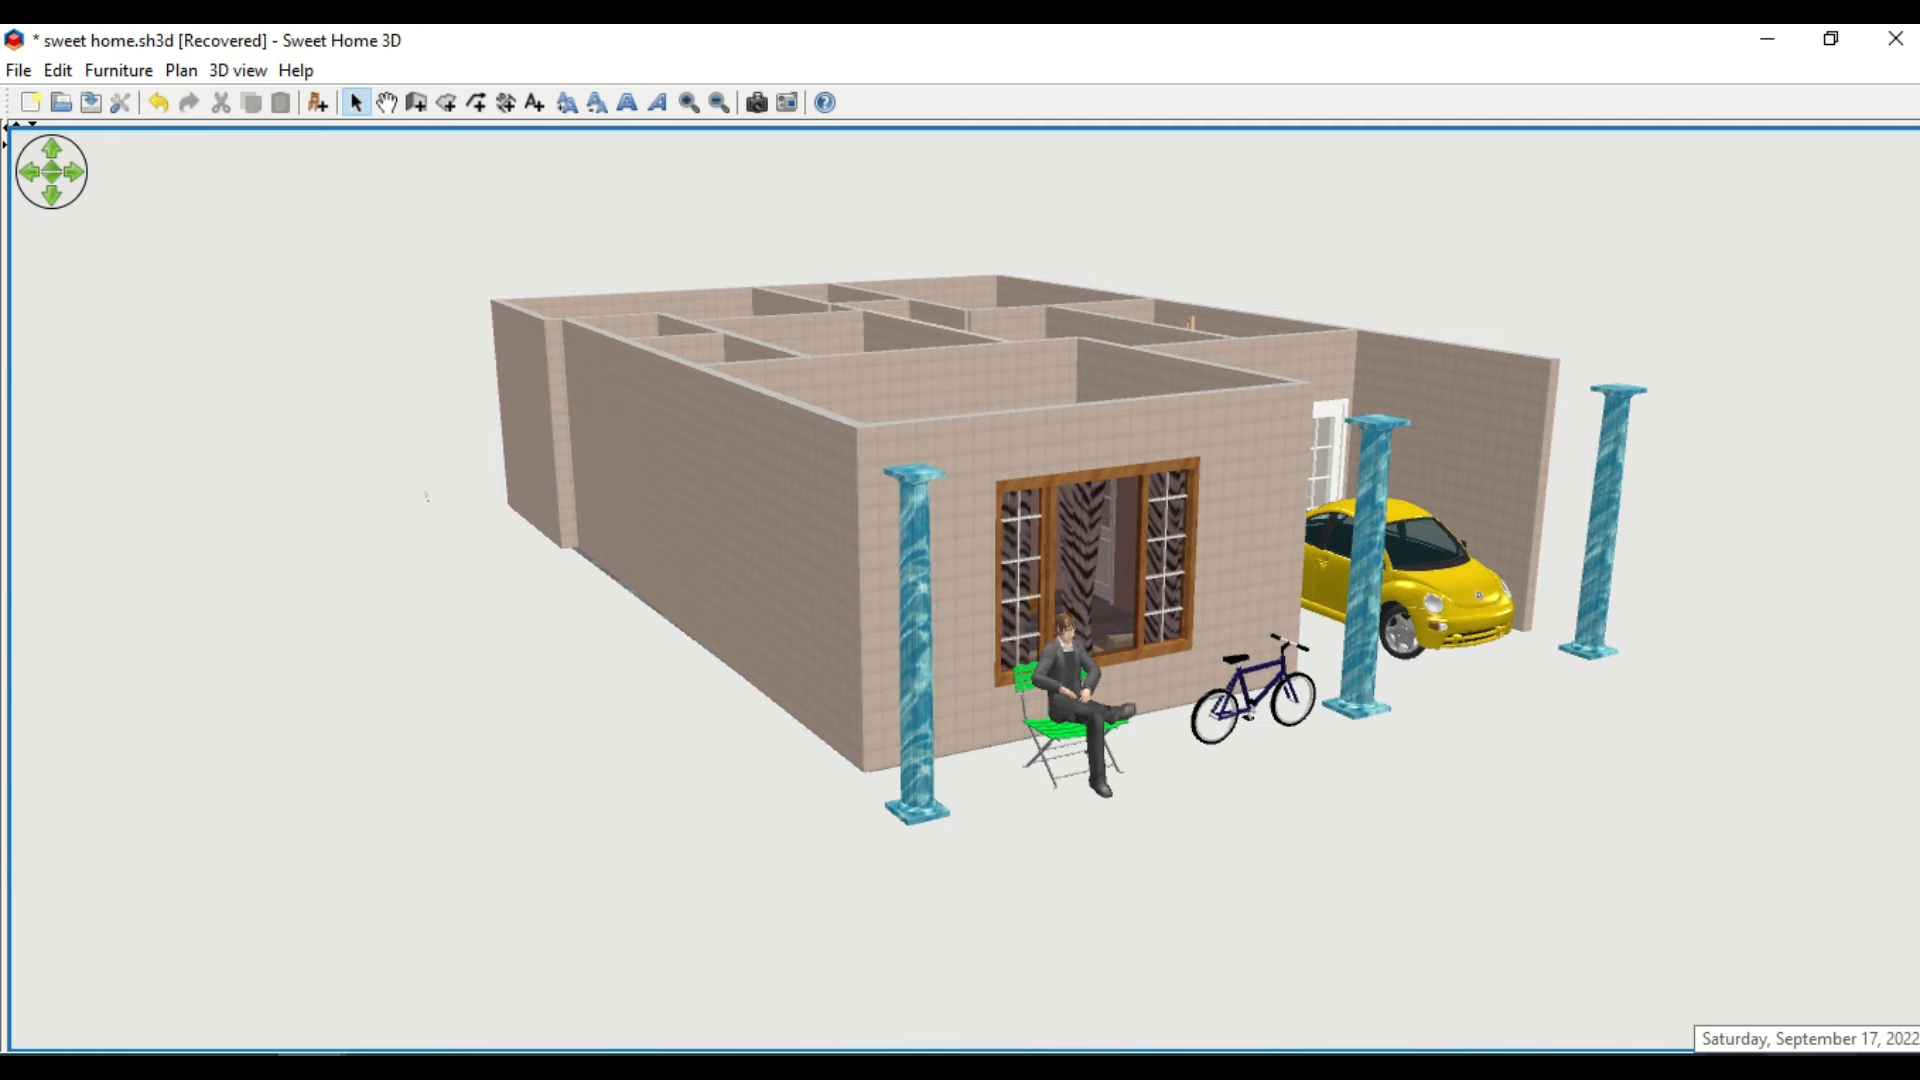 * sweet home.sh3d [Recovered] - Sweet Home 3D
File Edit Furniture Plan 3D view Help
Saturday, September 17, 2022